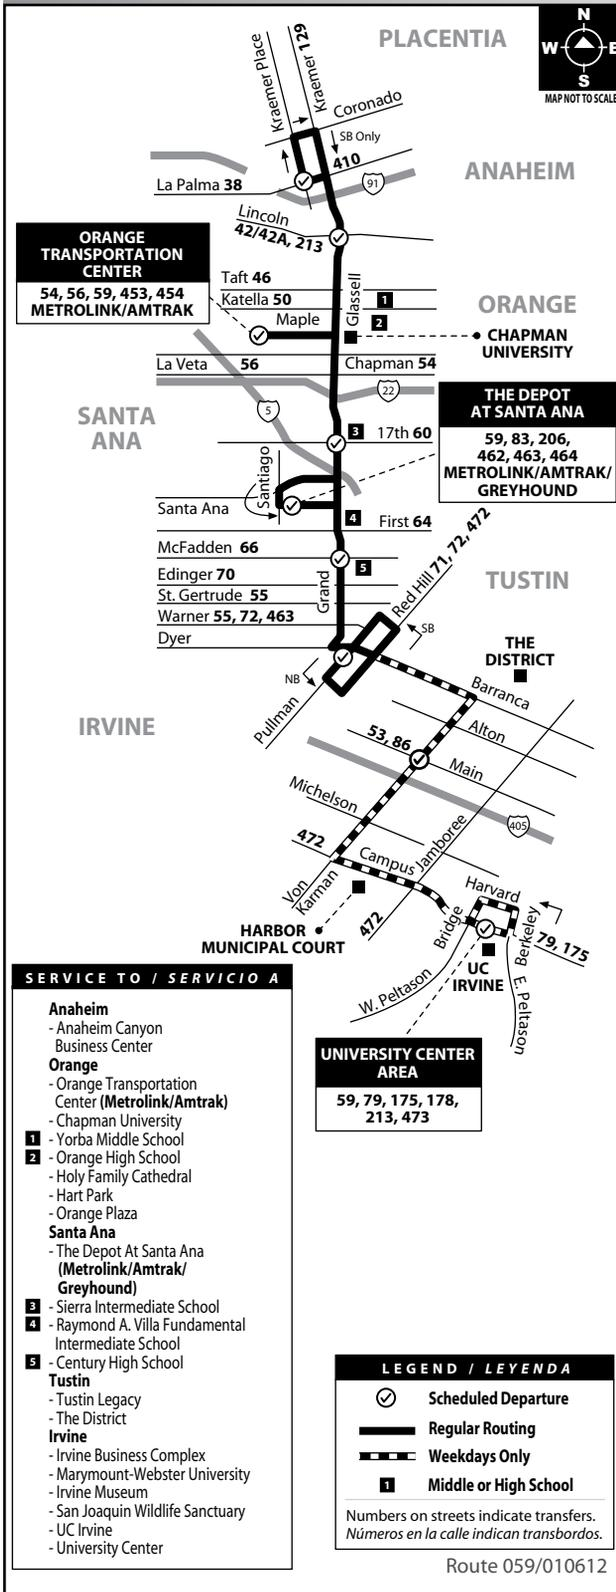 PLACENTIA
N
W
E
S
MAP NOT TO SCALE
Kraemer Place
Kraemer 129
Coronado
SB Only
410
ANAHEIM
La Palma 38
91
Lincoln
42/42A, 213
ORANGE
TRANSPORTATION
CENTER
54, 56, 59, 453, 454
METROLINK/AMTRAK
Taft 46
Katella 50
Maple
Glassell
1
2
ORANGE
CHAPMAN
UNIVERSITY
La Veta 56
Chapman 54
22
5
SANTA
ANA
THE DEPOT
AT SANTA ANA
59, 83, 206,
462, 463, 464
METROLINK/AMTRAK/
GREYHOUND
3
17th 60
Santiago
Santa Ana
4
First 64
McFadden 66
5
Edinger 70
St. Gertrude 55
Warner 55, 72, 463
Dyer
Grand
Red Hill 71, 72, 472
TUSTIN
SB
THE
DISTRICT
NB
Pullman
Barranca
IRVINE
Alton
53, 86
Main
Michelson
405
Jamboree
472
Campus
Von
Karman
Harvard
HARBOR
MUNICIPAL COURT
472
Bridge
Berkeley
79, 175
UC
IRVINE
W. Peltason
E. Peltason
UNIVERSITY CENTER
AREA
59, 79, 175, 178,
213, 473
SERVICE TO / SERVICIO A
Anaheim
- Anaheim Canyon
Business Center
Orange
- Orange Transportation
Center (Metrolink/Amtrak)
- Chapman University
1 - Yorba Middle School
2 - Orange High School
- Holy Family Cathedral
- Hart Park
- Orange Plaza
Santa Ana
- The Depot At Santa Ana
(Metrolink/Amtrak/
Greyhound)
3 - Sierra Intermediate School
4 - Raymond A. Villa Fundamental
Intermediate School
5 - Century High School
Tustin
- Tustin Legacy
- The District
Irvine
- Irvine Business Complex
- Marymount-Webster University
- Irvine Museum
- San Joaquin Wildlife Sanctuary
- UC Irvine
- University Center
LEGEND / LEYENDA
Scheduled Departure
Regular Routing
Weekdays Only
1 Middle or High School
Numbers on streets indicate transfers.
Números en la calle indican transbordos.
Route 059/010612